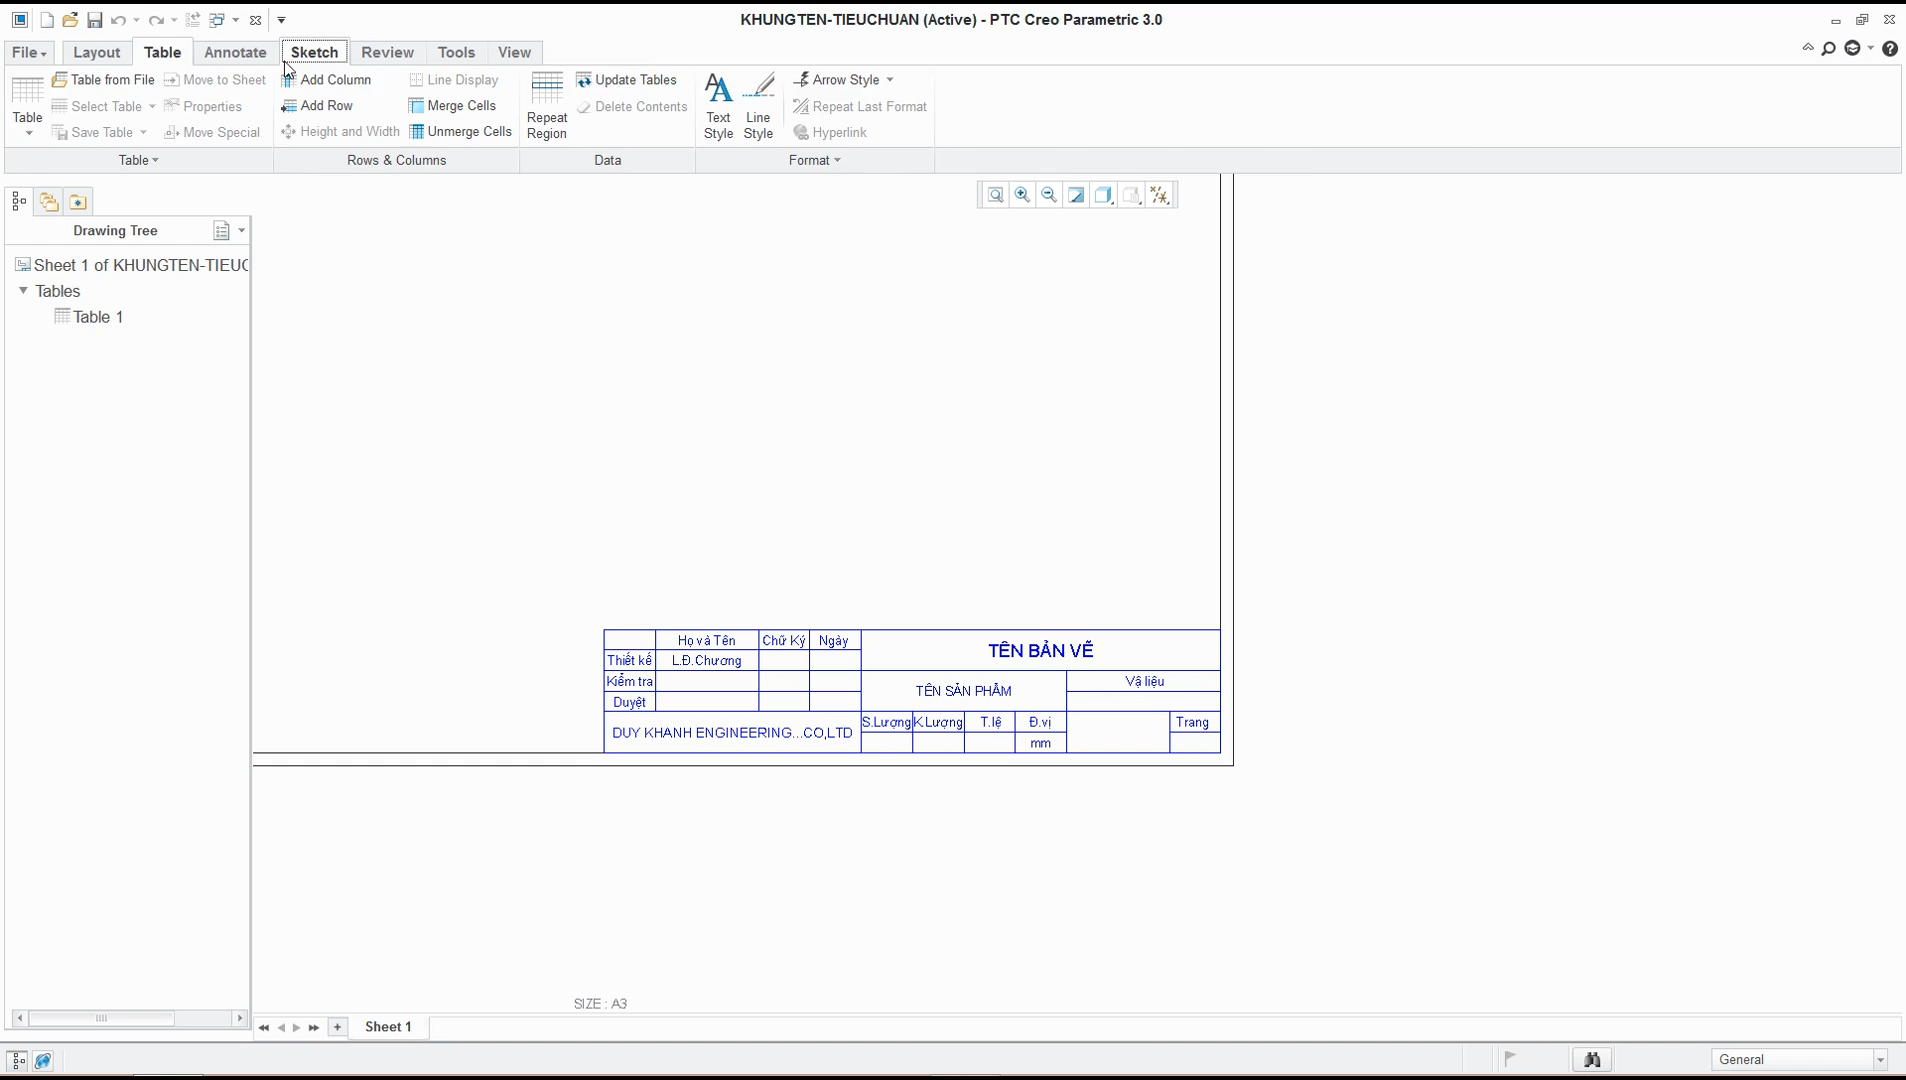 KHUNGTEN-TIEUCHUAN (Active) - PTC Creo Parametric 3.0
File Layout Table Annotate Sketch Review Tools View
Table
Table from File
Select Table
Save Table
Move to Sheet
Properties
Move Special
Add Column
Add Row
Height and Width
Line Display
Merge Cells
Unmerge Cells
Repeat
Region
Update Tables
Delete Contents
Text
Style
Line
Style
Arrow Style
Repeat Last Format
Hyperlink
Table Rows & Columns Data Format
Drawing Tree
Sheet 1 of KHUNGTEN-TIEUC
Tables
Table 1
Họ và Tên Chữ Ký Ngày
TÊN BẢN VẼ
Thiết kế L.Đ.Chương
Kiểm tra
TÊN SẢN PHẨM
Vậ liệu
Duyệt
DUY KHANH ENGINEERING...CO,LTD
S.Lượng K.Lượng T.lệ Đ.vị Trang
mm
SIZE : A3
Sheet 1
General